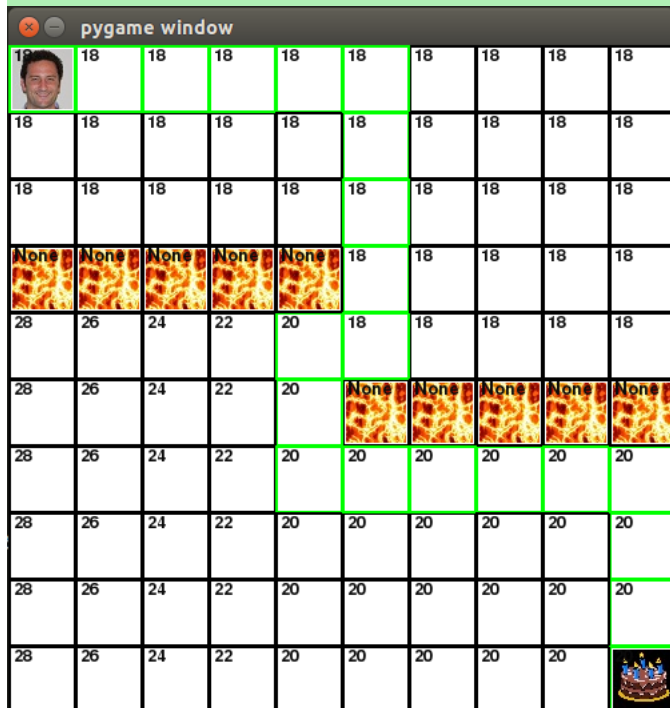 pygame window
18 18 18 18 18 18 18 18 18 18
18 18 18 18 18 18 18 18 18 18
18 18 18 18 18 18 18 18 18 18
None None None None None 18 18 18 18 18
28 26 24 22 20 18 18 18 18 18
28 26 24 22 20 None None None None None
28 26 24 22 20 20 20 20 20 20
28 26 24 22 20 20 20 20 20 20
28 26 24 22 20 20 20 20 20 20
28 26 24 22 20 20 20 20 20